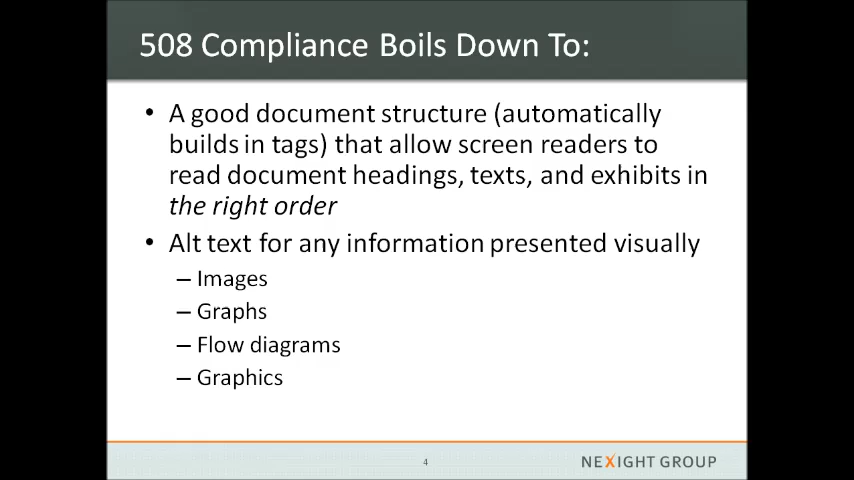 508 Compliance Boils Down To:
• A good document structure (automatically
builds in tags) that allow screen readers to
read document headings, texts, and exhibits in
the right order
• Alt text for any information presented visually
– Images
– Graphs
– Flow diagrams
– Graphics
4
NEXIGHT GROUP